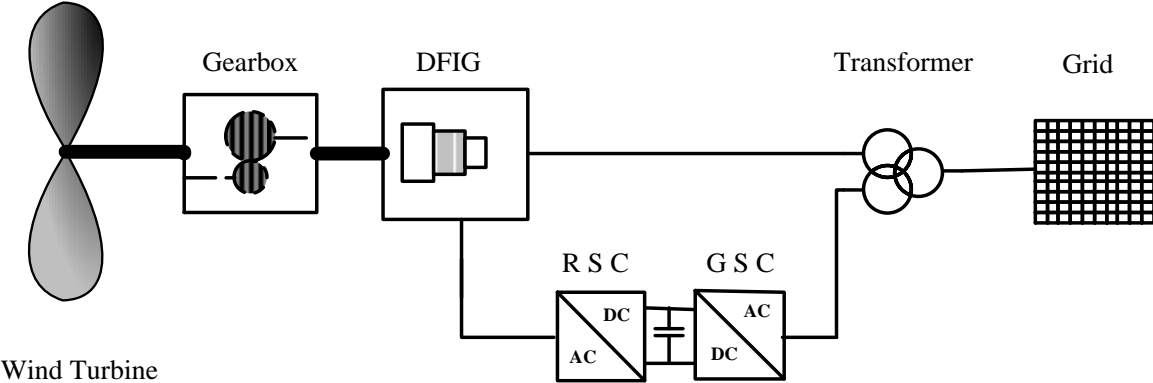 Gearbox
DFIG
Transformer
Grid
R S C
G S C
DC
AC
AC
DC
Wind Turbine